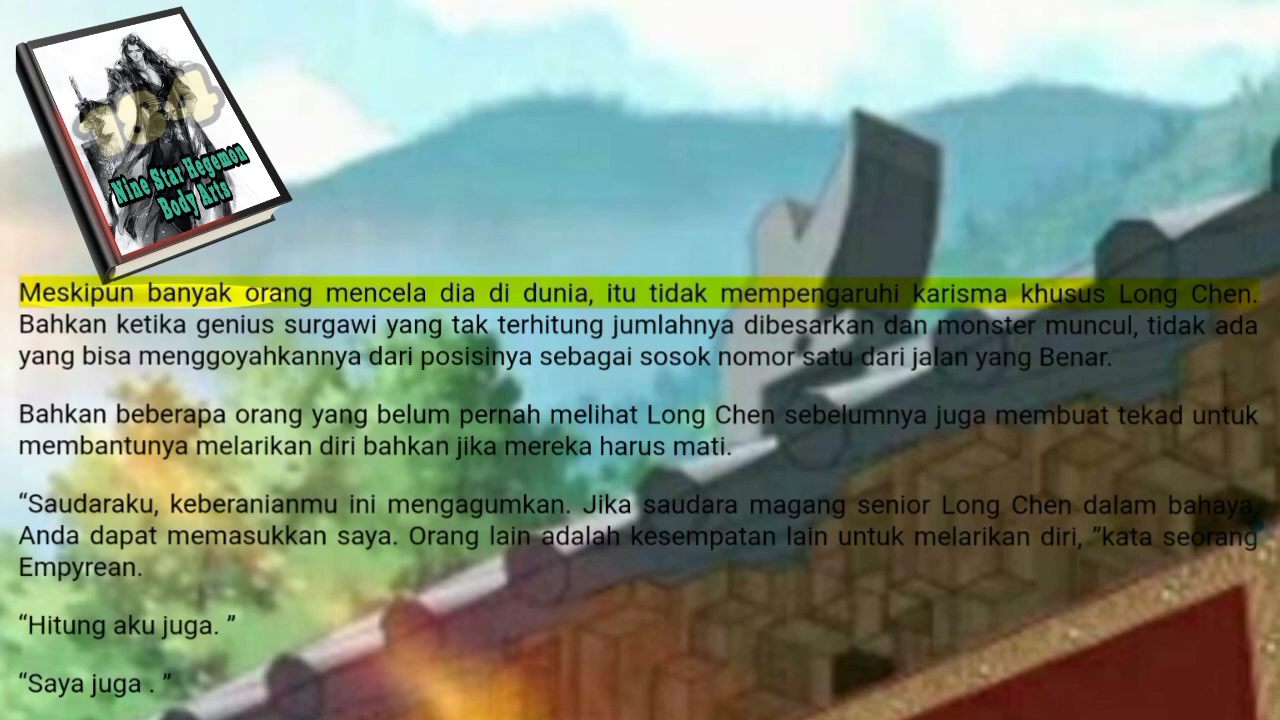 184
Nine Star Hegemon
Body Arts
Meskipun banyak orang mencela dia di dunia, itu tidak mempengaruhi karisma khusus Long Chen.
Bahkan ketika genius surgawi yang tak terhitung jumlahnya dibesarkan dan monster muncul, tidak ada
yang bisa menggoyahkannya dari posisinya sebagai sosok nomor satu dari jalan yang Benar.
Bahkan beberapa orang yang belum pernah melihat Long Chen sebelumnya juga membuat tekad untuk
membantunya melarikan diri bahkan jika mereka harus mati.
“Saudaraku, keberanianmu ini mengagumkan. Jika saudara magang senior Long Chen dalam bahaya,
Anda dapat memasukkan saya. Orang lain adalah kesempatan lain untuk melarikan diri, ”kata seorang
Empyrean.
“Hitung aku juga. ”
“Saya juga . ”